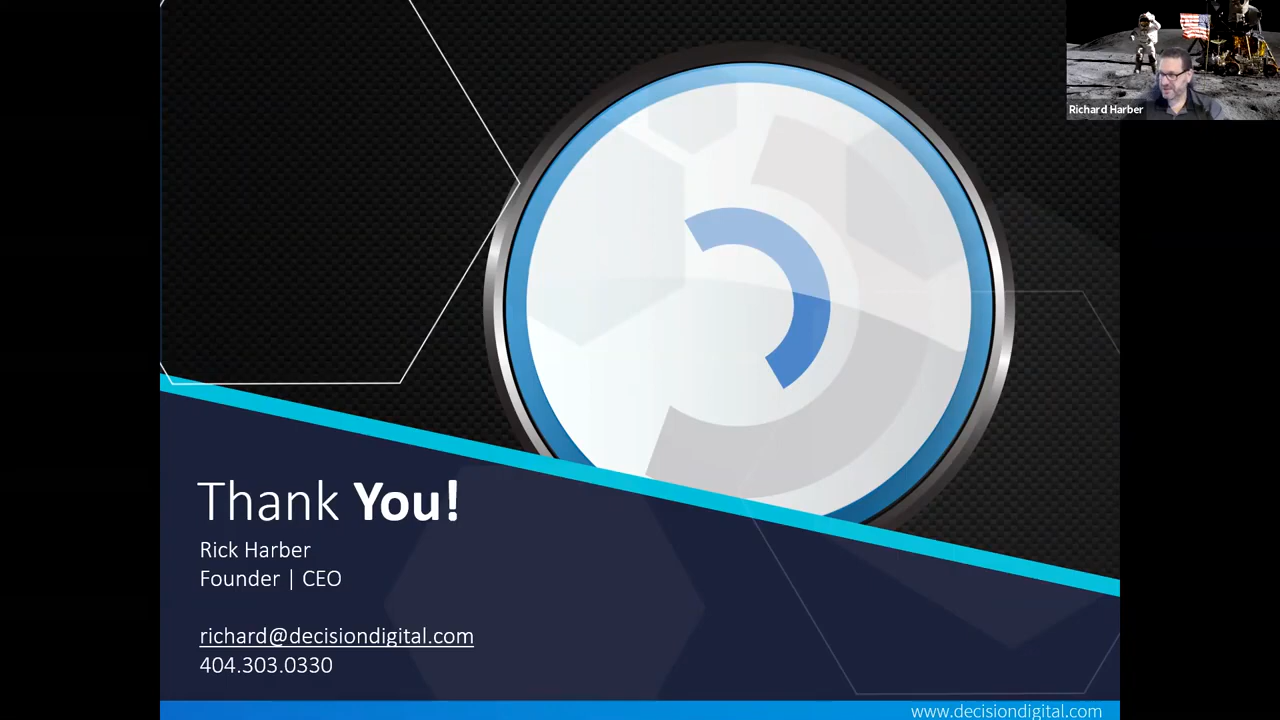 Richard Harber
Thank You!
Rick Harber
Founder | CEO
richard@decisiondigital.com
404.303.0330
www.decisiondigital.com